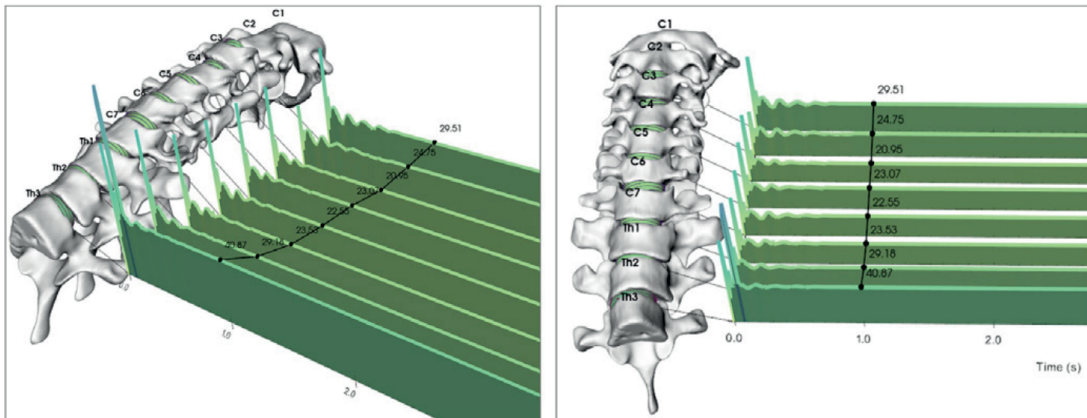 C1
C2
C3
C4
C5
C6
C7
Th1
Th2
Th3
29.51
24.75
20.95
23.07
22.55
23.53
29.18
40.87
0.0
1.0
2.0
C1
C2
C3
C4
C5
C6
C7
Th1
Th2
Th3
29.51
24.75
20.95
23.07
22.55
23.53
29.18
40.87
0.0
1.0
2.0
Time (s)